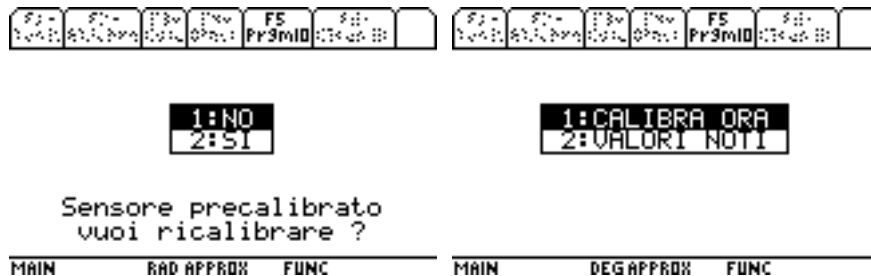 F5
Pr9mIO
1:NO
2:SI
Sensore precalibrato
vuoi ricalibrare ?
MAIN RAD APPROX FUNC
F5
Pr9mIO
1:CALIBRA ORA
2:VALORI NOTI
MAIN DEG APPROX FUNC